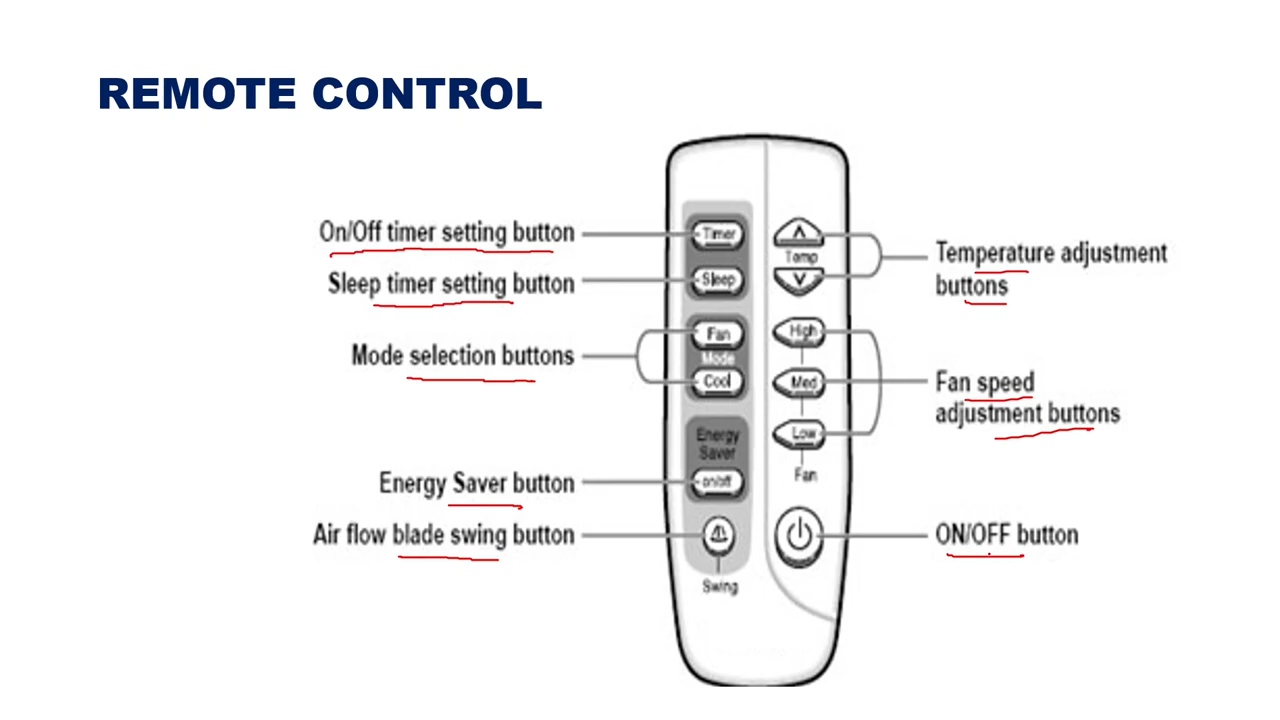 REMOTE CONTROL
On/Off timer setting button
Sleep timer setting button
Mode selection buttons
Energy Saver button
Air flow blade swing button
Timer
Sleep
Fan
Mode
Cool
Energy
Saver
on/off
Swing
Temp
High
Med
Low
Fan
Temperature adjustment
buttons
Fan speed
adjustment buttons
ON/OFF button